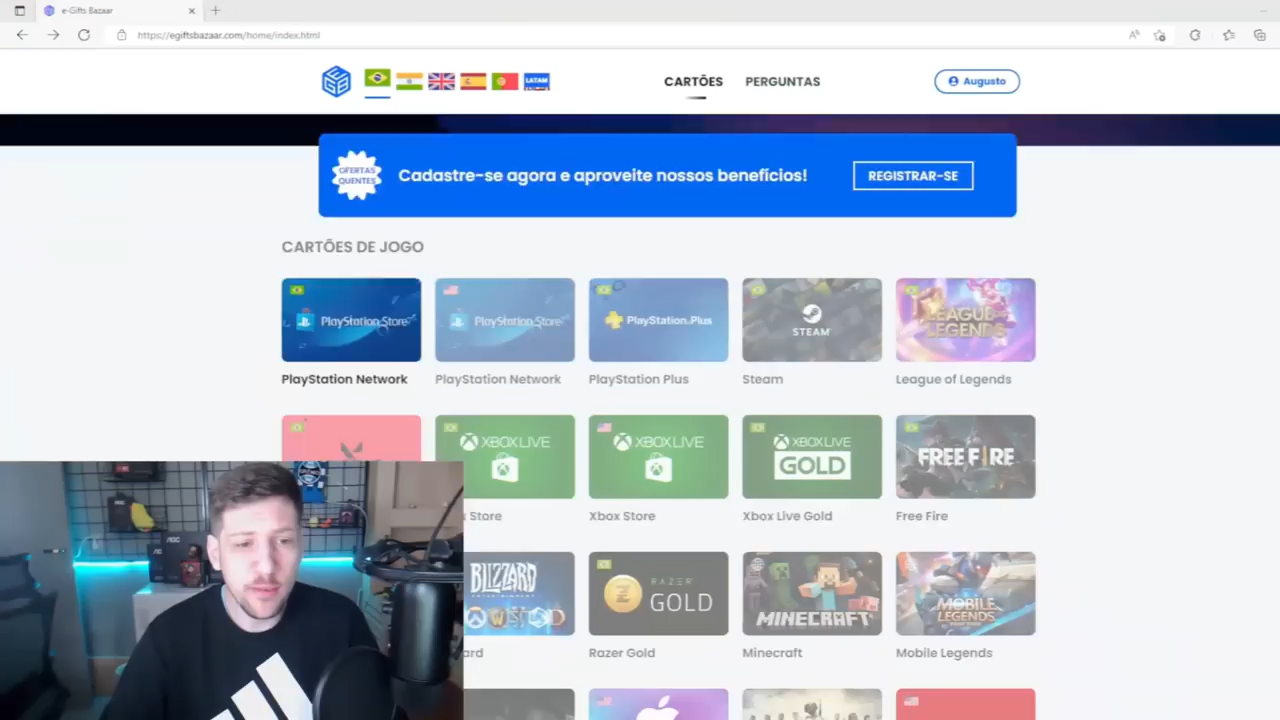 e-Gifts Bazaar
https://egiftsbazaar.com/home/index.html
LATAM
CARTÕES
PERGUNTAS
Augusto
OFERTAS
QUENTES
Cadastre-se agora e aproveite nossos benefícios!
REGISTRAR-SE
CARTÕES DE JOGO
PlayStation Store
PlayStation Store
PlayStation Plus
STEAM
LEAGUE OF
LEGENDS
PlayStation Network
PlayStation Network
PlayStation Plus
Steam
League of Legends
XBOX LIVE
XBOX LIVE
XBOX LIVE
GOLD
FREE FIRE
Store
Xbox Store
Xbox Live Gold
Free Fire
BLIZZARD
ENTERTAINMENT
RAZER
GOLD
MINECRAFT
MOBILE
LEGENDS
ard
Razer Gold
Minecraft
Mobile Legends